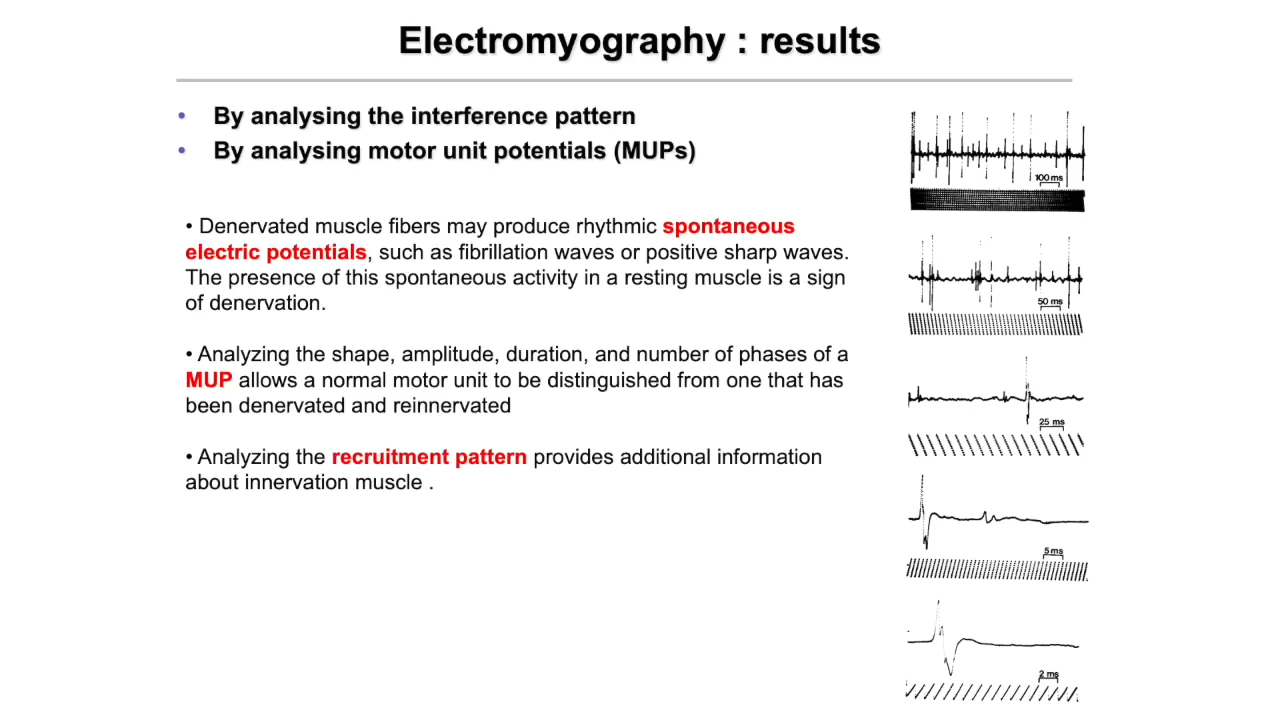 Electromyography : results
• By analysing the interference pattern
• By analysing motor unit potentials (MUPs)
• Denervated muscle fibers may produce rhythmic spontaneous
electric potentials, such as fibrillation waves or positive sharp waves.
The presence of this spontaneous activity in a resting muscle is a sign
of denervation.
• Analyzing the shape, amplitude, duration, and number of phases of a
MUP allows a normal motor unit to be distinguished from one that has
been denervated and reinnervated
• Analyzing the recruitment pattern provides additional information
about innervation muscle .
100 ms
50 ms
25 ms
5 ms
2 ms